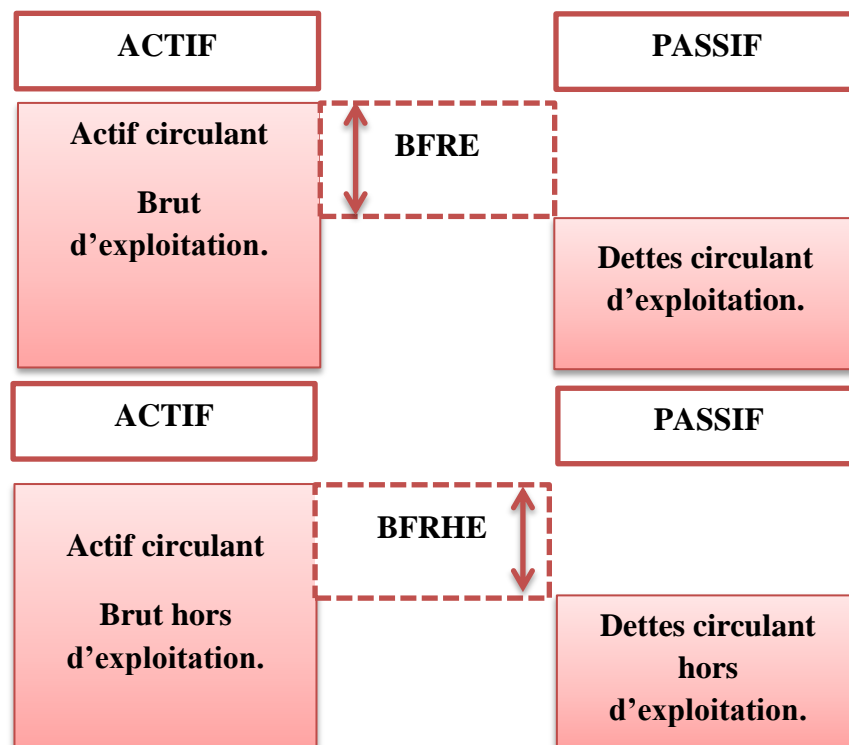 ACTIF
PASSIF
Actif circulant
Brut
d’exploitation.
BFRE
Dettes circulant
d’exploitation.
ACTIF
PASSIF
Actif circulant
Brut hors
d’exploitation.
BFRHE
Dettes circulant
hors
d’exploitation.